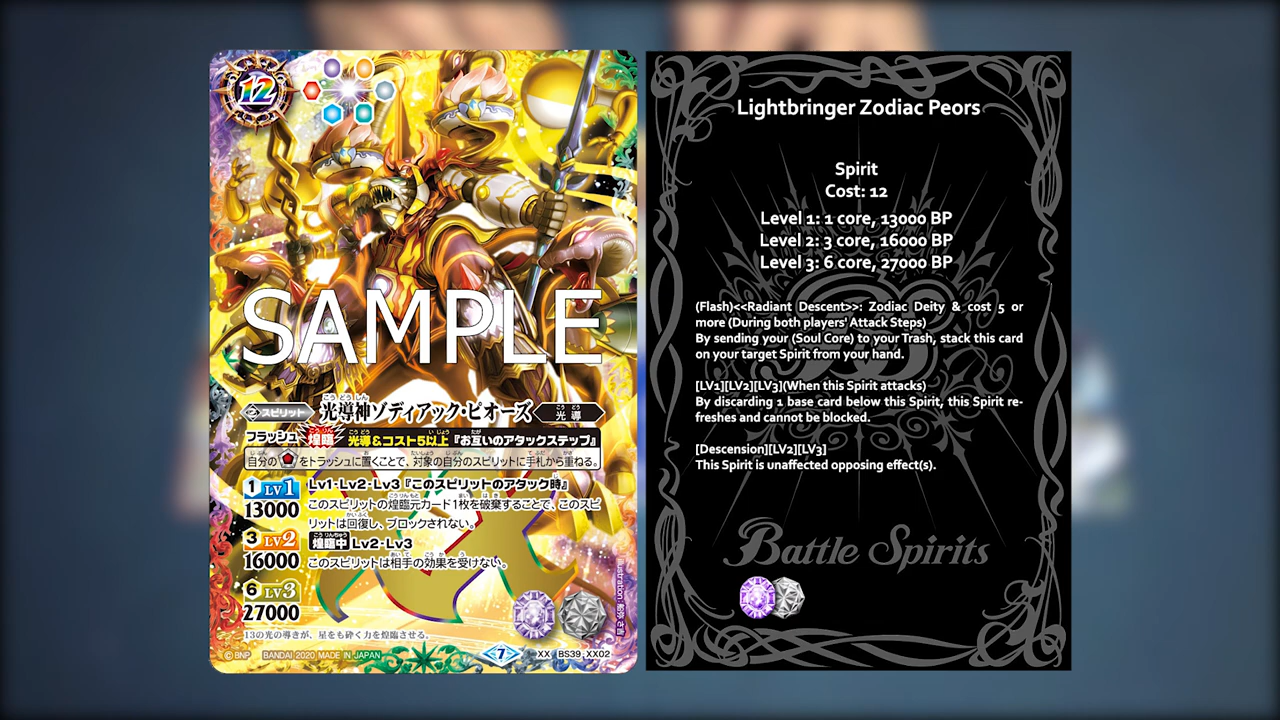 12
SAMPLE
スピリット 光導神ゾディアック・ピオーズ 光導
こうどうしん
こうどう
フラッシュ 煌臨 光導&コスト5以上『お互いのアタックステップ』
自分の をトラッシュに置くことで、対象の自分のスピリットに手札から重ねる。
1 LV1
13000
Lv1・Lv2・Lv3『このスピリットのアタック時』
このスピリットの煌臨元カード1枚を破棄することで、このスピ
リットは回復し、ブロックされない。
3 LV2
16000
煌臨中 Lv2・Lv3
このスピリットは相手の効果を受けない。
6 LV3
27000
13の光の導きが、星をも砕く力を煌臨させる。
©BNP BANDAI 2020 MADE IN JAPAN
7
XX BS39_XX02
Lightbringer Zodiac Peors
Spirit
Cost: 12
Level 1: 1 core, 13000 BP
Level 2: 3 core, 16000 BP
Level 3: 6 core, 27000 BP
(Flash)<<Radiant Descent>>: Zodiac Deity & cost 5 or
more (During both players' Attack Steps)
By sending your (Soul Core) to your Trash, stack this card
on your target Spirit from your hand.
[LV1][LV2][LV3](When this Spirit attacks)
By discarding 1 base card below this Spirit, this Spirit re-
freshes and cannot be blocked.
[Descension][LV2][LV3]
This Spirit is unaffected opposing effect(s).
Battle Spirits